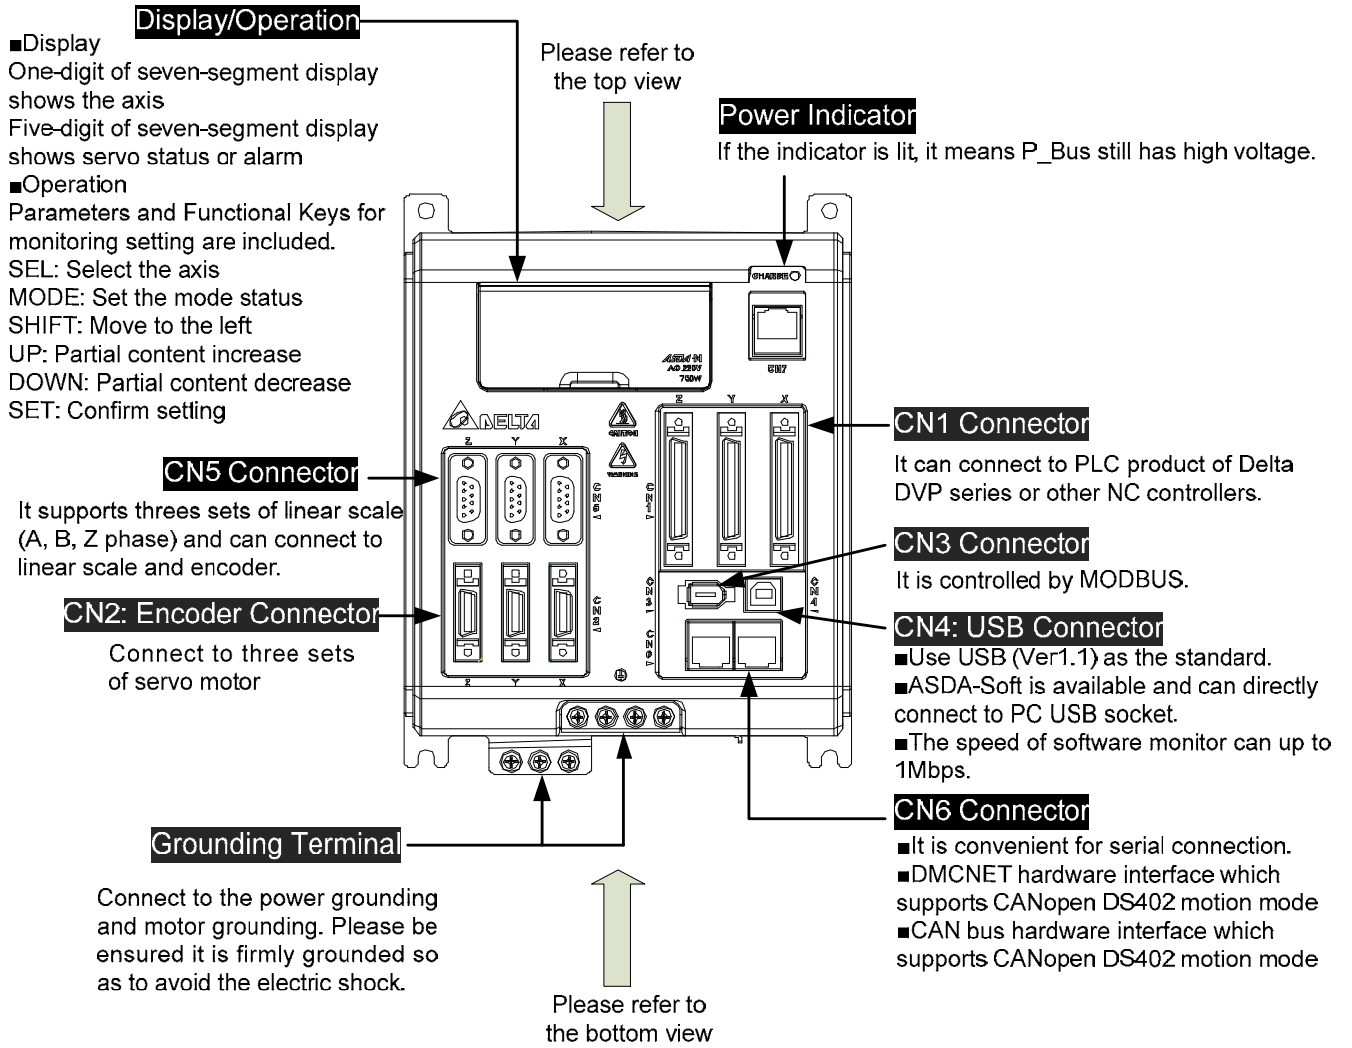 Display/Operation
■Display
One-digit of seven-segment display
shows the axis
Five-digit of seven-segment display
shows servo status or alarm
■Operation
Parameters and Functional Keys for
monitoring setting are included.
SEL: Select the axis
MODE: Set the mode status
SHIFT: Move to the left
UP: Partial content increase
DOWN: Partial content decrease
SET: Confirm setting
Please refer to
the top view
Power Indicator
If the indicator is lit, it means P_Bus still has high voltage.
CHARGE
CN7
AC 220V
750W
DELTA
Z Y X
Z Y X
CN5
CN1
CN2
CN3
CN4
CN6
Z Y X
CN5 Connector
It supports threes sets of linear scale
(A, B, Z phase) and can connect to
linear scale and encoder.
CN2: Encoder Connector
Connect to three sets
of servo motor
Grounding Terminal
Connect to the power grounding
and motor grounding. Please be
ensured it is firmly grounded so
as to avoid the electric shock.
CN1 Connector
It can connect to PLC product of Delta
DVP series or other NC controllers.
CN3 Connector
It is controlled by MODBUS.
CN4: USB Connector
■Use USB (Ver1.1) as the standard.
■ASDA-Soft is available and can directly
connect to PC USB socket.
■The speed of software monitor can up to
1Mbps.
CN6 Connector
■It is convenient for serial connection.
■DMCNET hardware interface which
supports CANopen DS402 motion mode
■CAN bus hardware interface which
supports CANopen DS402 motion mode
Please refer to
the bottom view